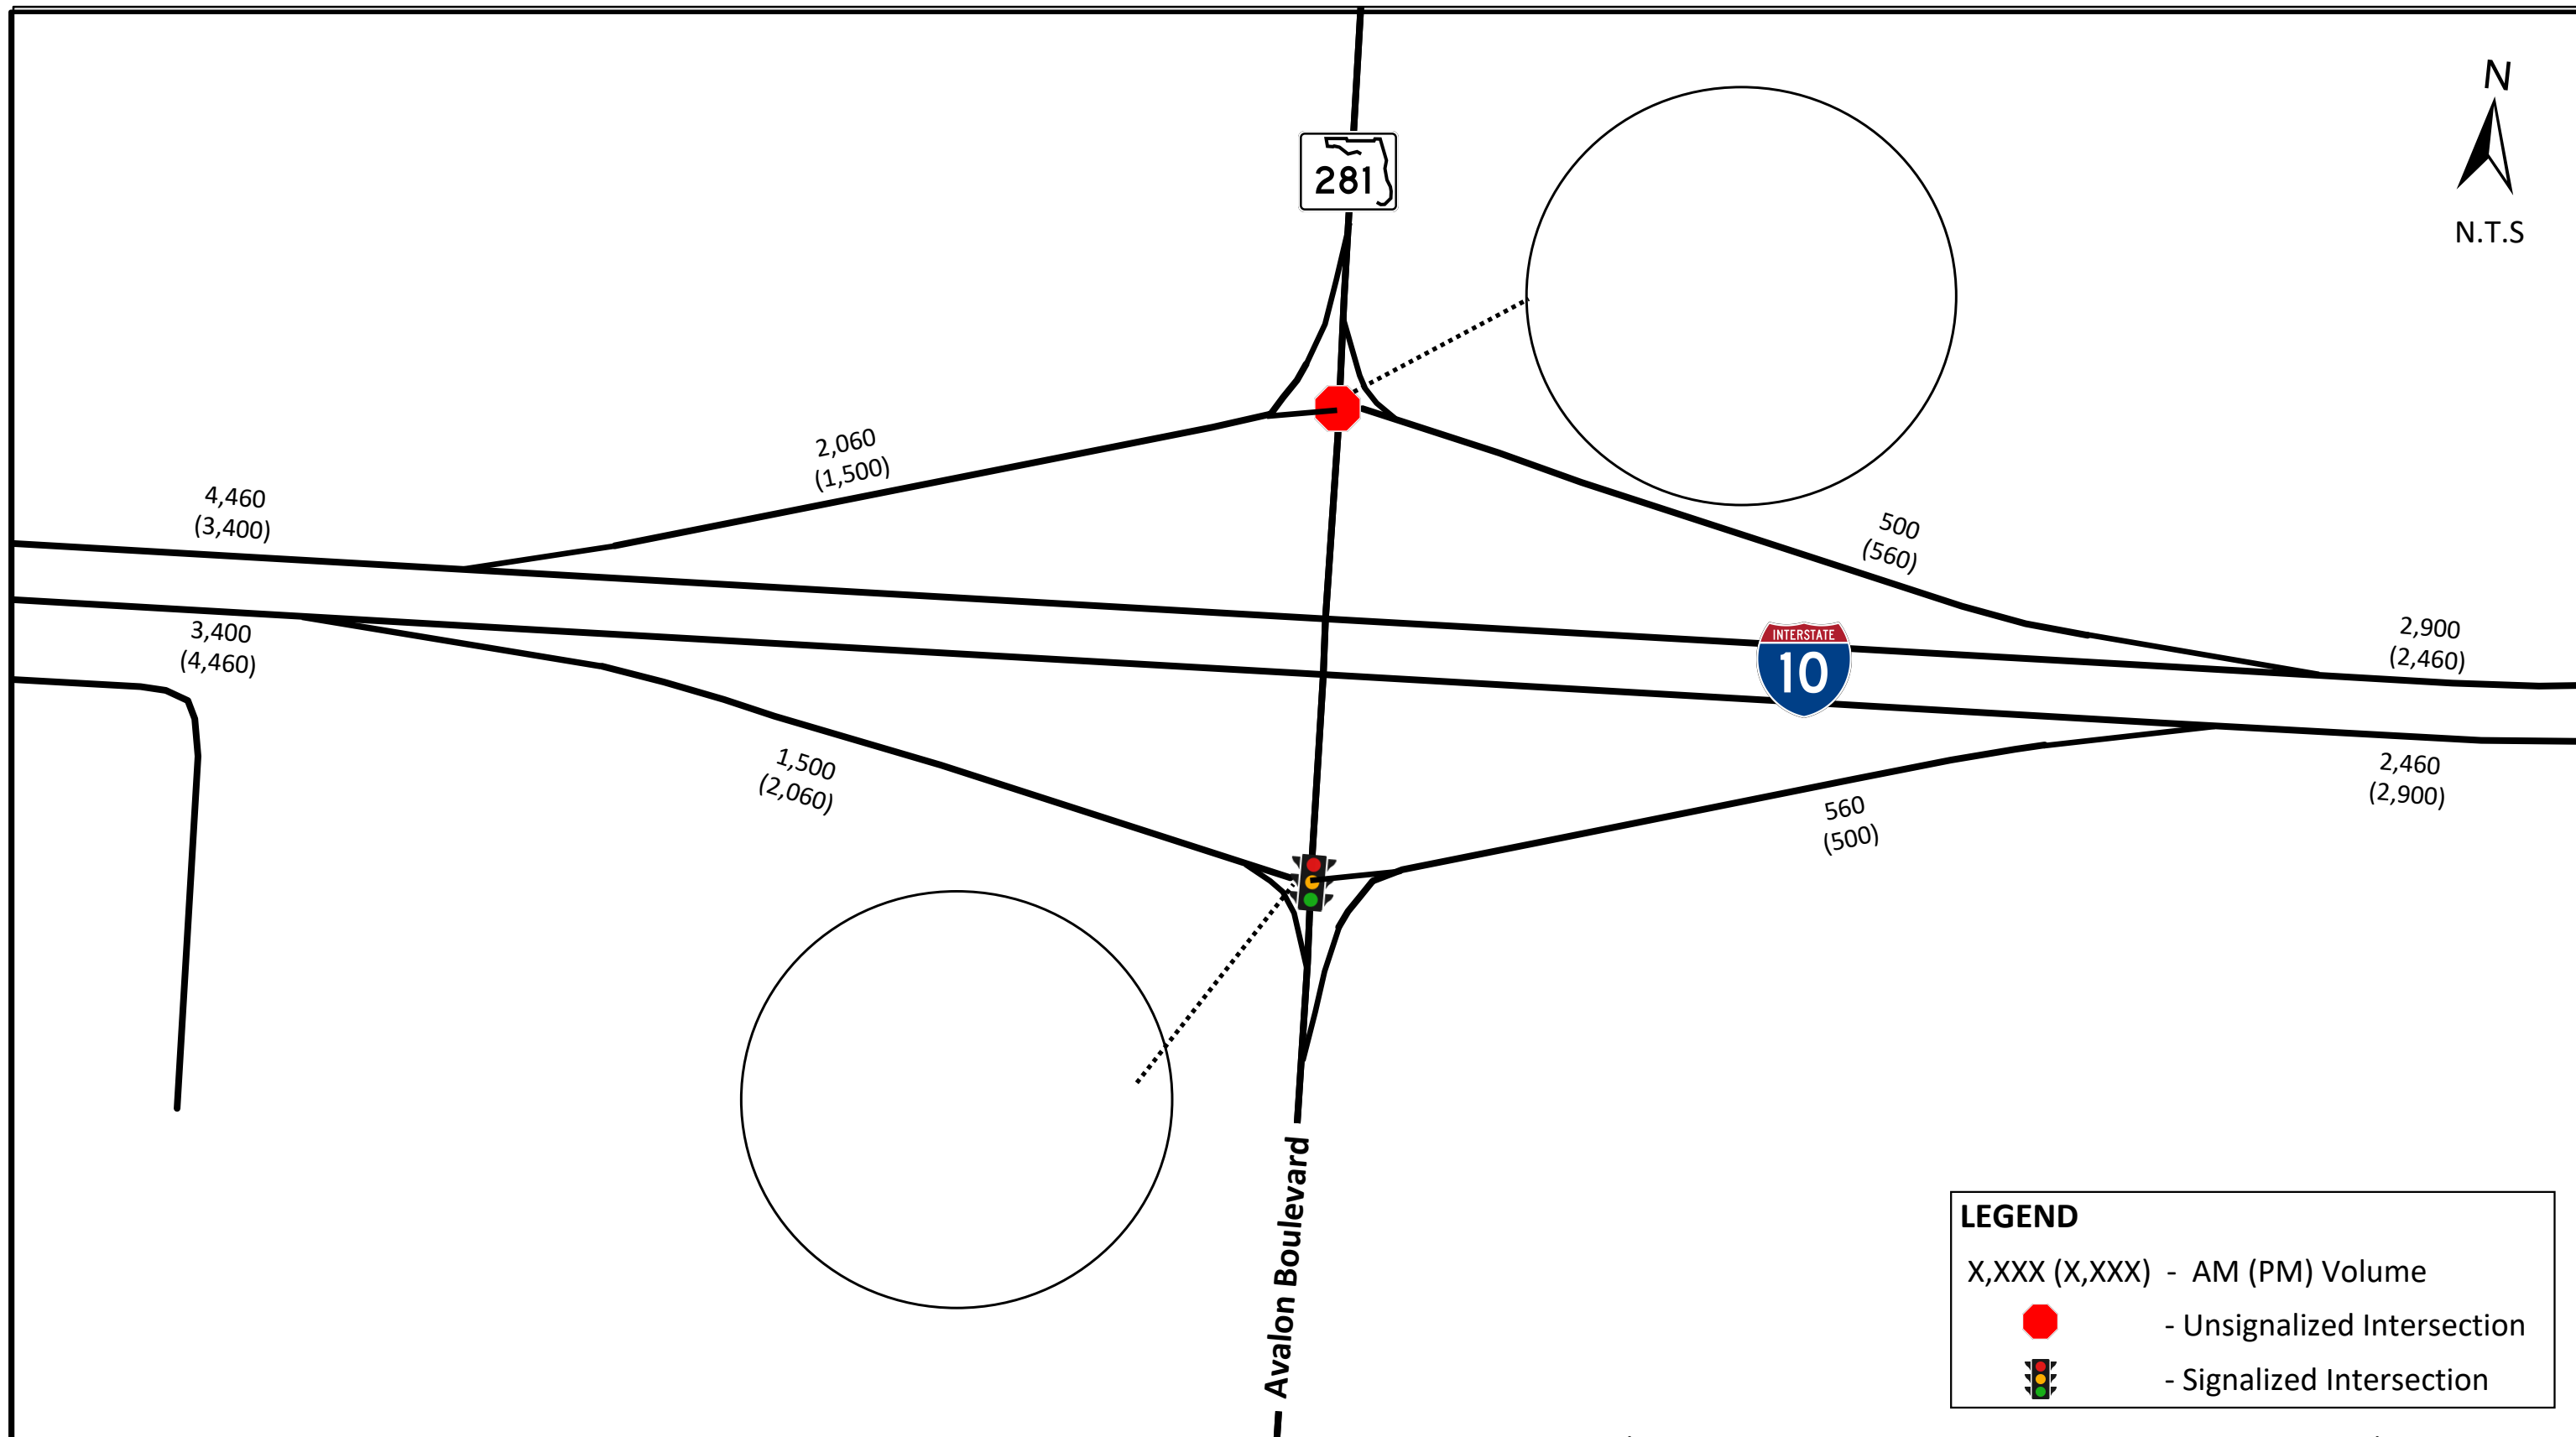 N
N.T.S
281
2,060
(1,500)
4,460
(3,400)
500
(560)
3,400
(4,460)
INTERSTATE
10
2,900
(2,460)
1,500
(2,060)
560
(500)
2,460
(2,900)
Avalon Boulevard
LEGEND
X,XXX (X,XXX) - AM (PM) Volume
- Unsignalized Intersection
- Signalized Intersection